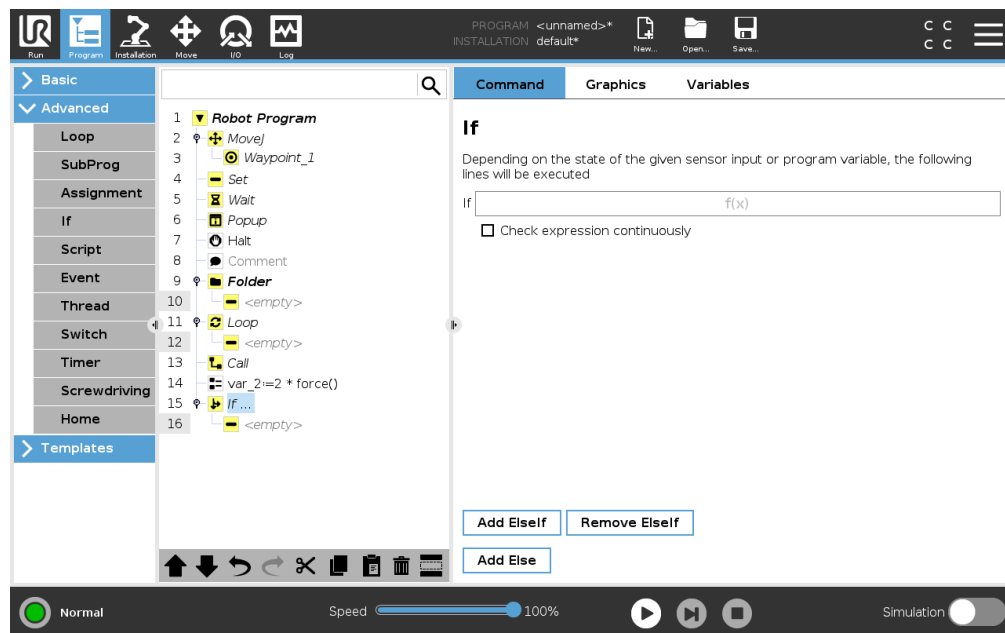 PROGRAM <unnamed>*
INSTALLATION default*
C C
C C
Run Program Installation Move I/O Log New... Open... Save...
Basic
Advanced
Loop
SubProg
Assignment
If
Script
Event
Thread
Switch
Timer
Screwdriving
Home
Templates
1 Robot Program
2 MoveJ
3 Waypoint_1
4 Set
5 Wait
6 Popup
7 Halt
8 Comment
9 Folder
10 <empty>
11 Loop
12 <empty>
13 Call
14 var_2:=2 * force()
15 If ...
16 <empty>
Command Graphics Variables
If
Depending on the state of the given sensor input or program variable, the following
lines will be executed
If f(x)
Check expression continuously
Add ElseIf Remove ElseIf
Add Else
Normal Speed 100% Simulation